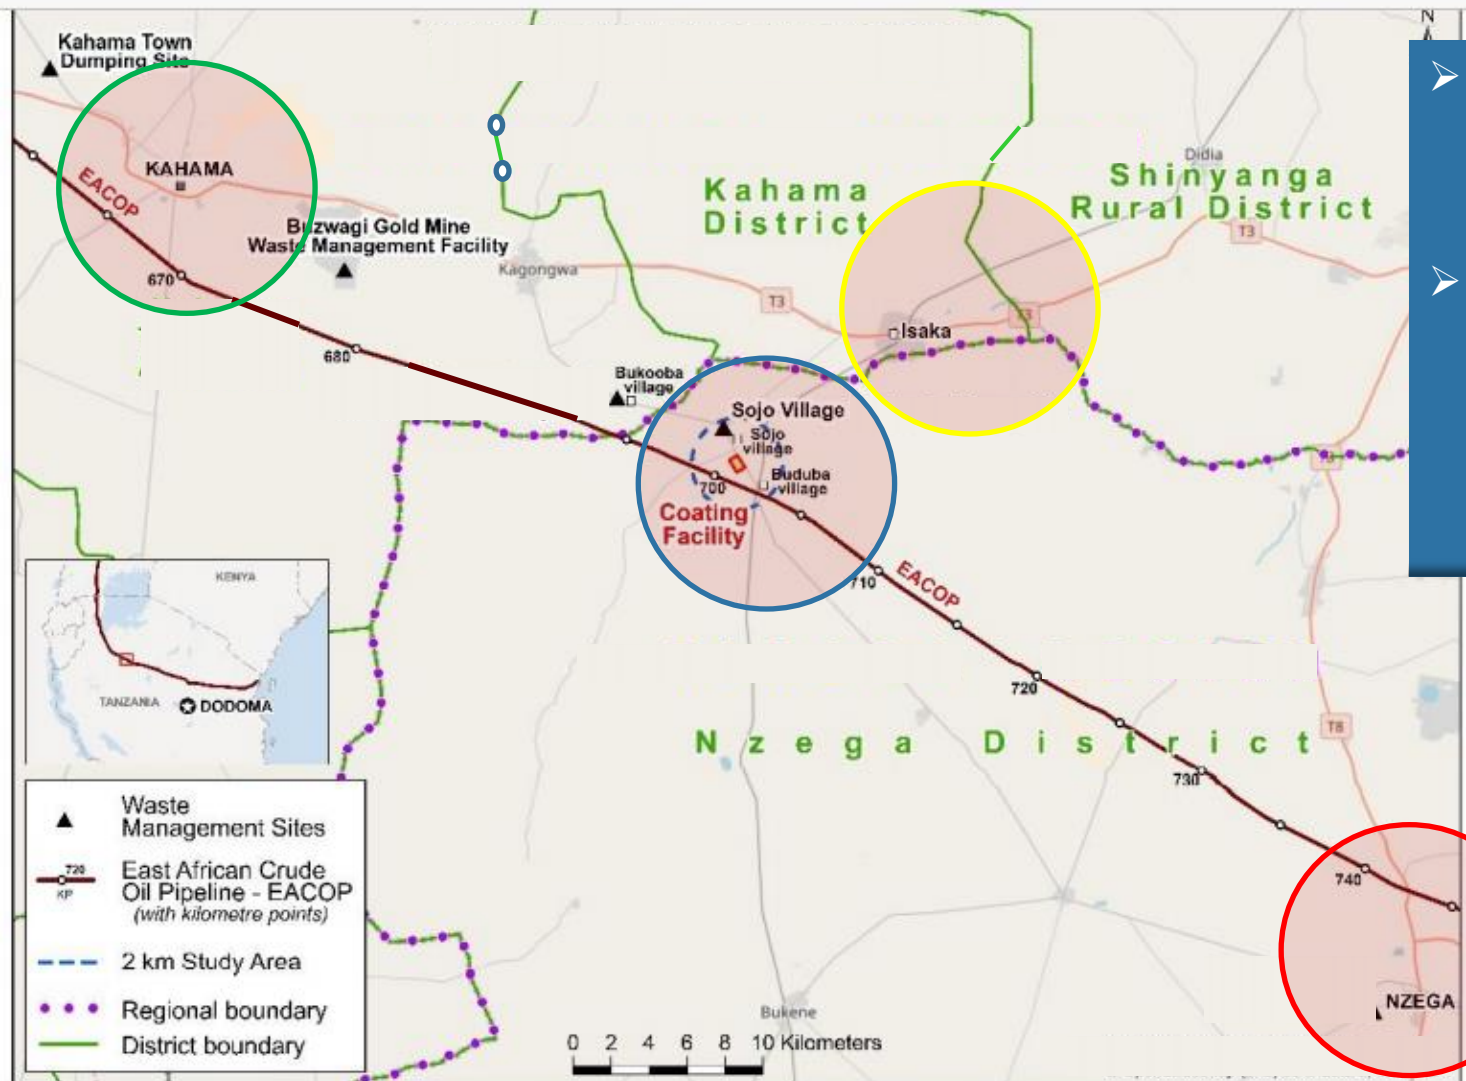 N
Kahama Town
Dumping Site
KAHAMA
EACOP
670
Buzwagi Gold Mine
Waste Management Facility
Kagongwa
680
Kahama
District
Didia
Shinyanga
Rural District
T3
T3
T3
Isaka
Bukooba
village
Sojo Village
Sojo
village
Buduba
village
700
Coating
Facility
710
EACOP
720
730
740
Nzega District
T8
NZEGA
Bukene
KENYA
TANZANIA
DODOMA
Waste
Management Sites
720
KP
East African Crude
Oil Pipeline - EACOP
(with kilometre points)
2 km Study Area
Regional boundary
District boundary
0 2 4 6 8 10 Kilometers